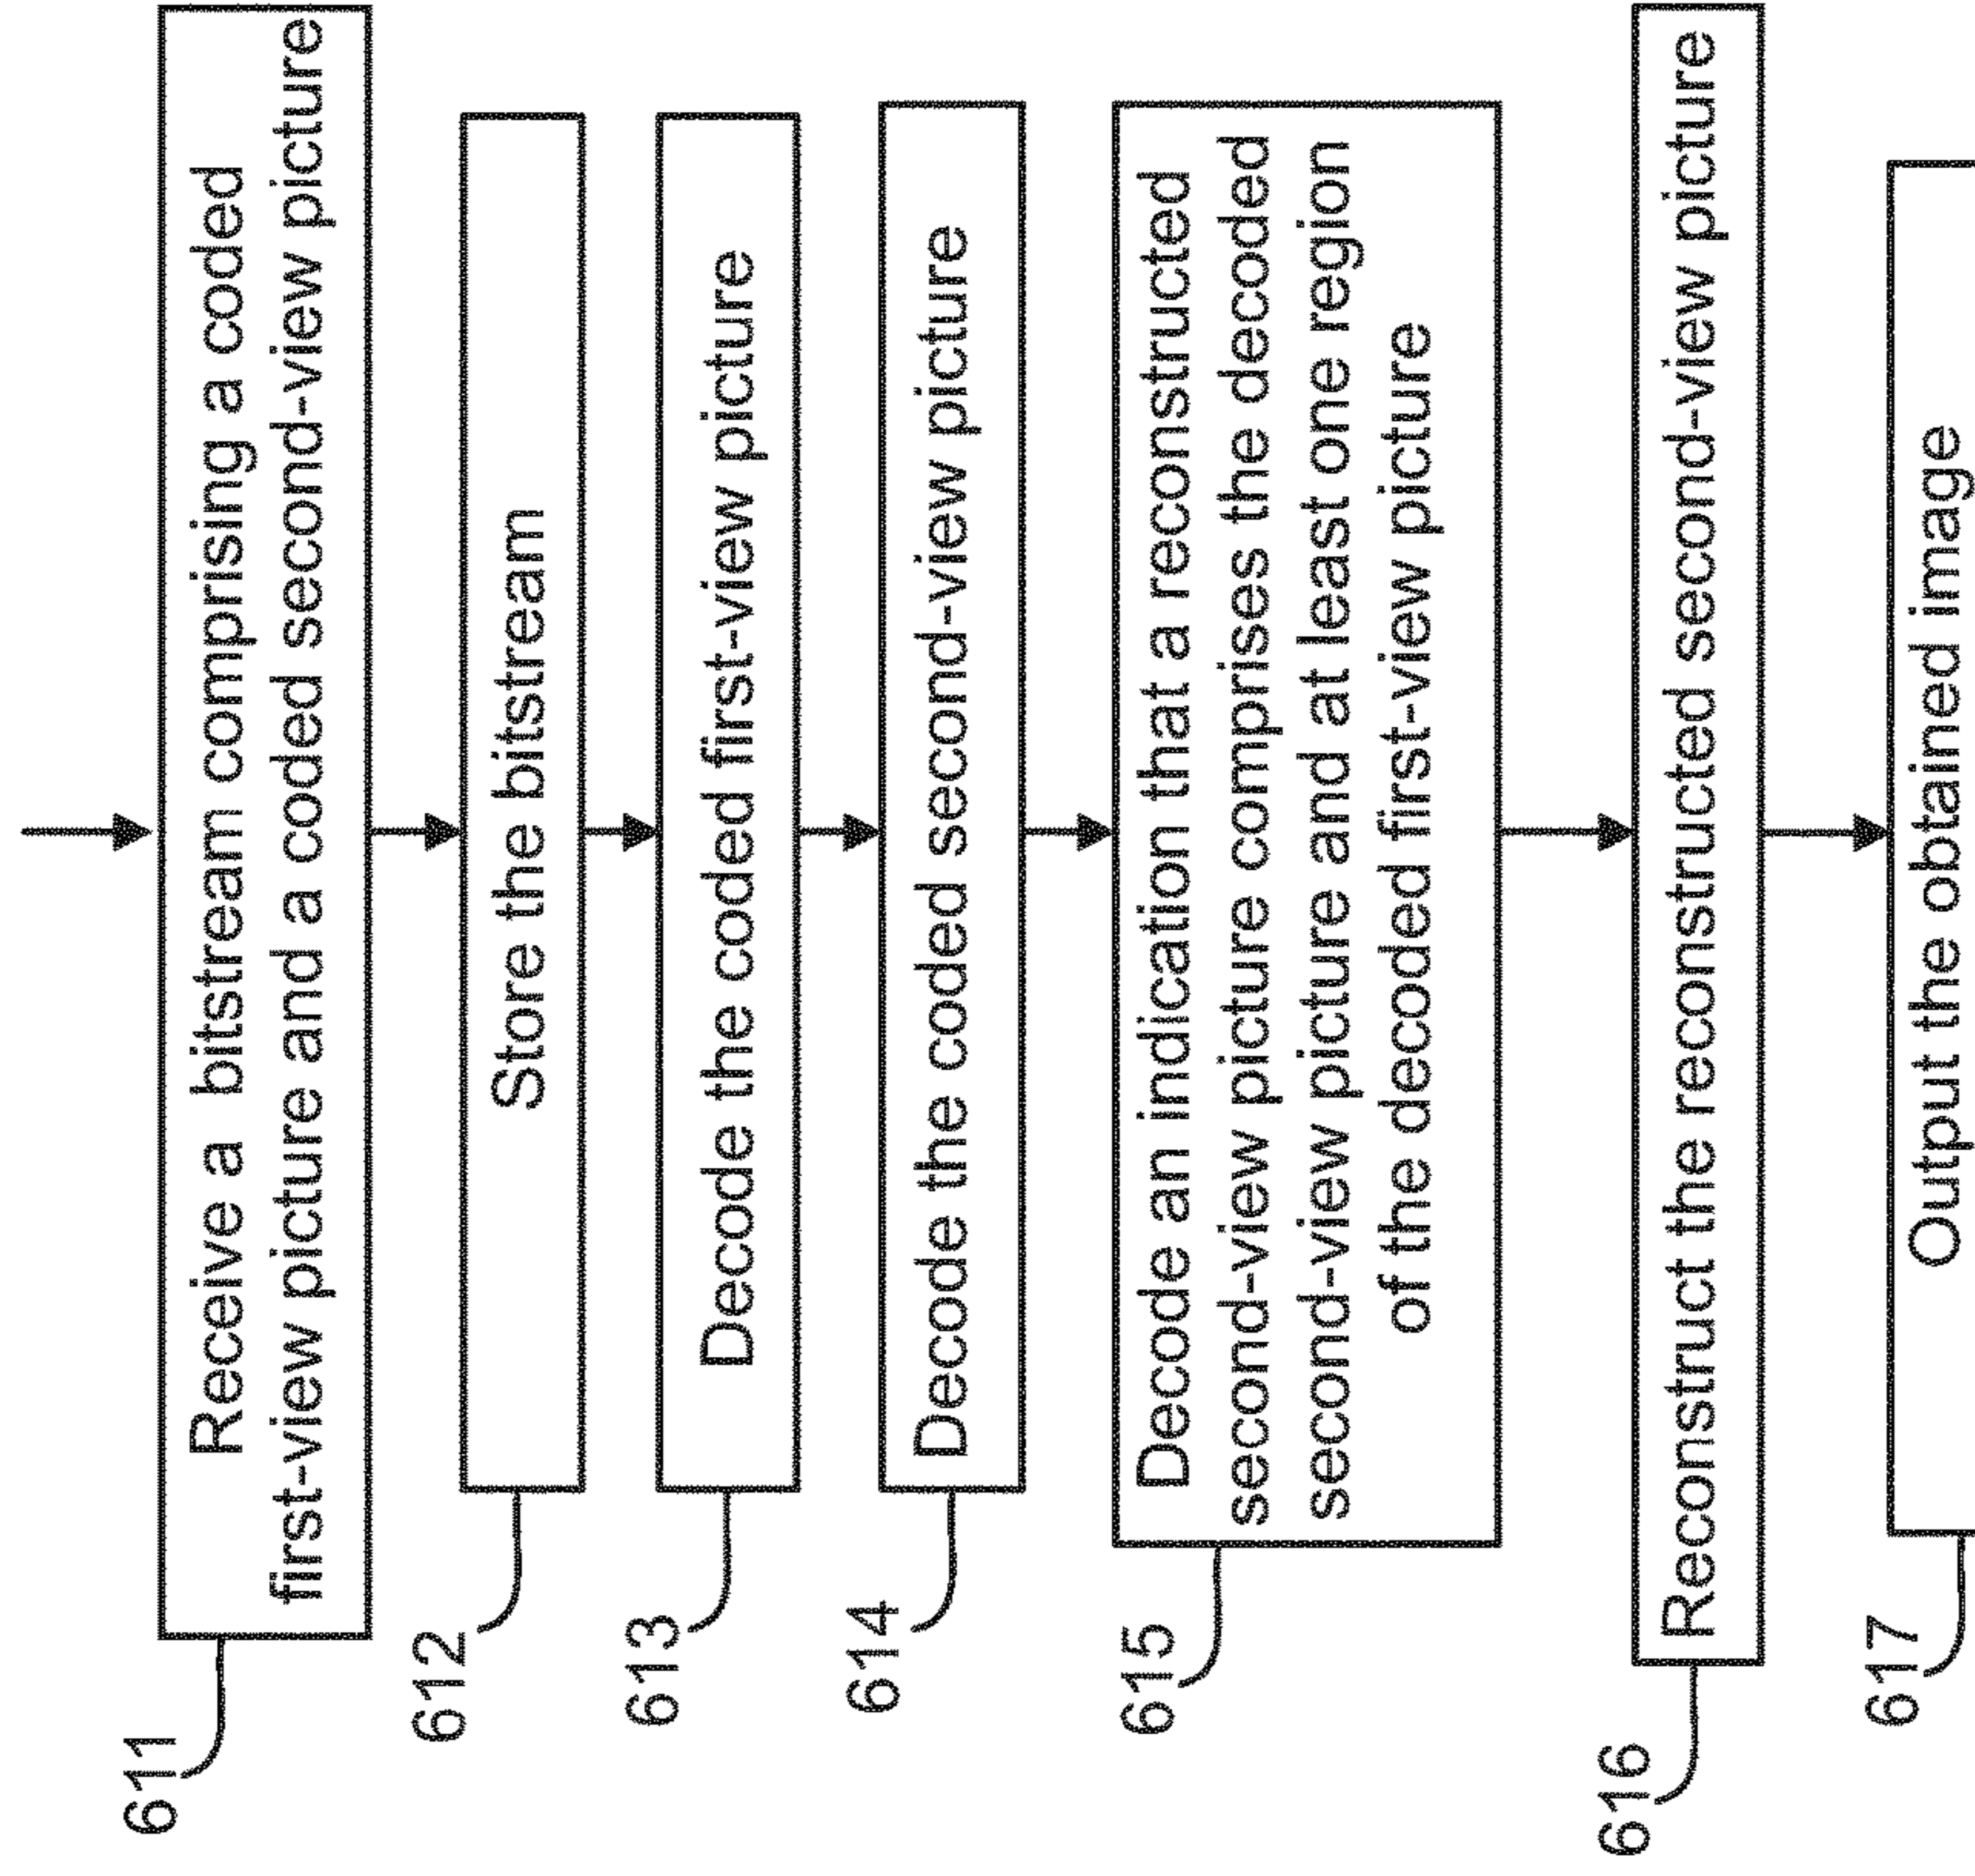 611
Receive a bitstream comprising a coded
first-view picture and a coded second-view picture
612
Store the bitstream
613
Decode the coded first-view picture
614
Decode the coded second-view picture
615
Decode an indication that a reconstructed
second-view picture comprises the decoded
second-view picture and at least one region
of the decoded first-view picture
616
Reconstruct the reconstructed second-view picture
617
Output the obtained image